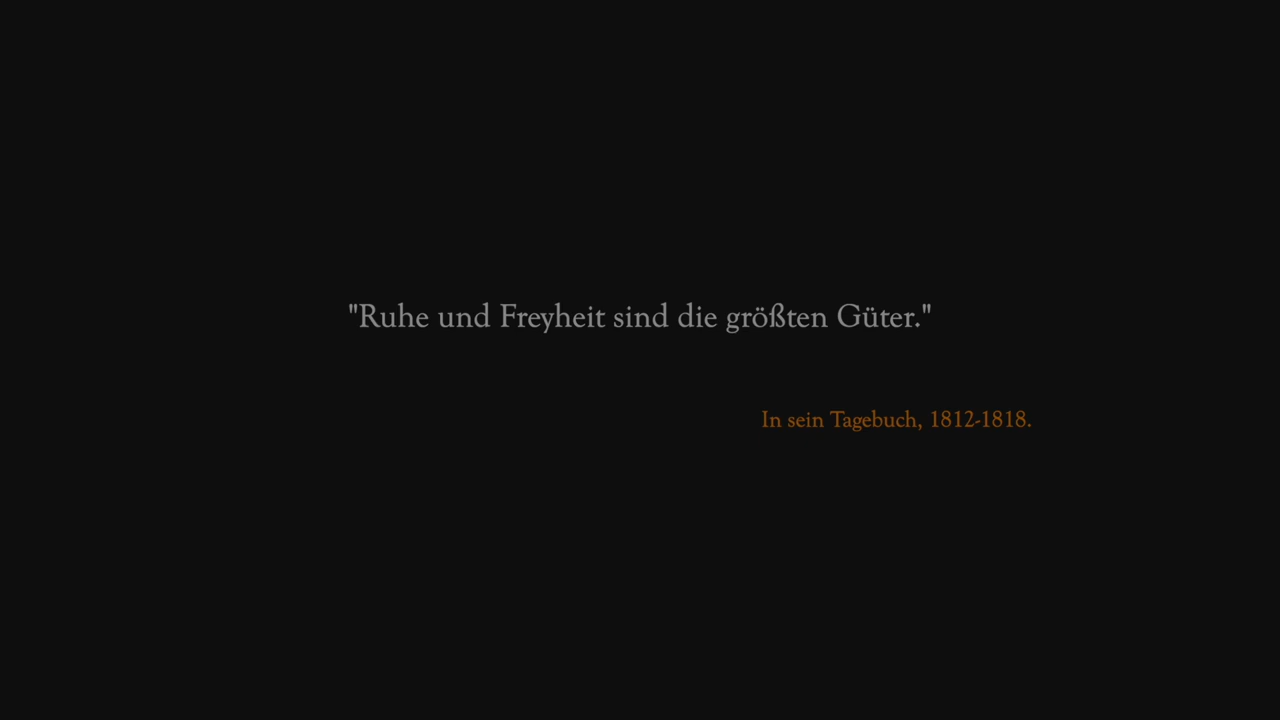 "Ruhe und Freyheit sind die größten Güter."
In sein Tagebuch, 1812-1818.